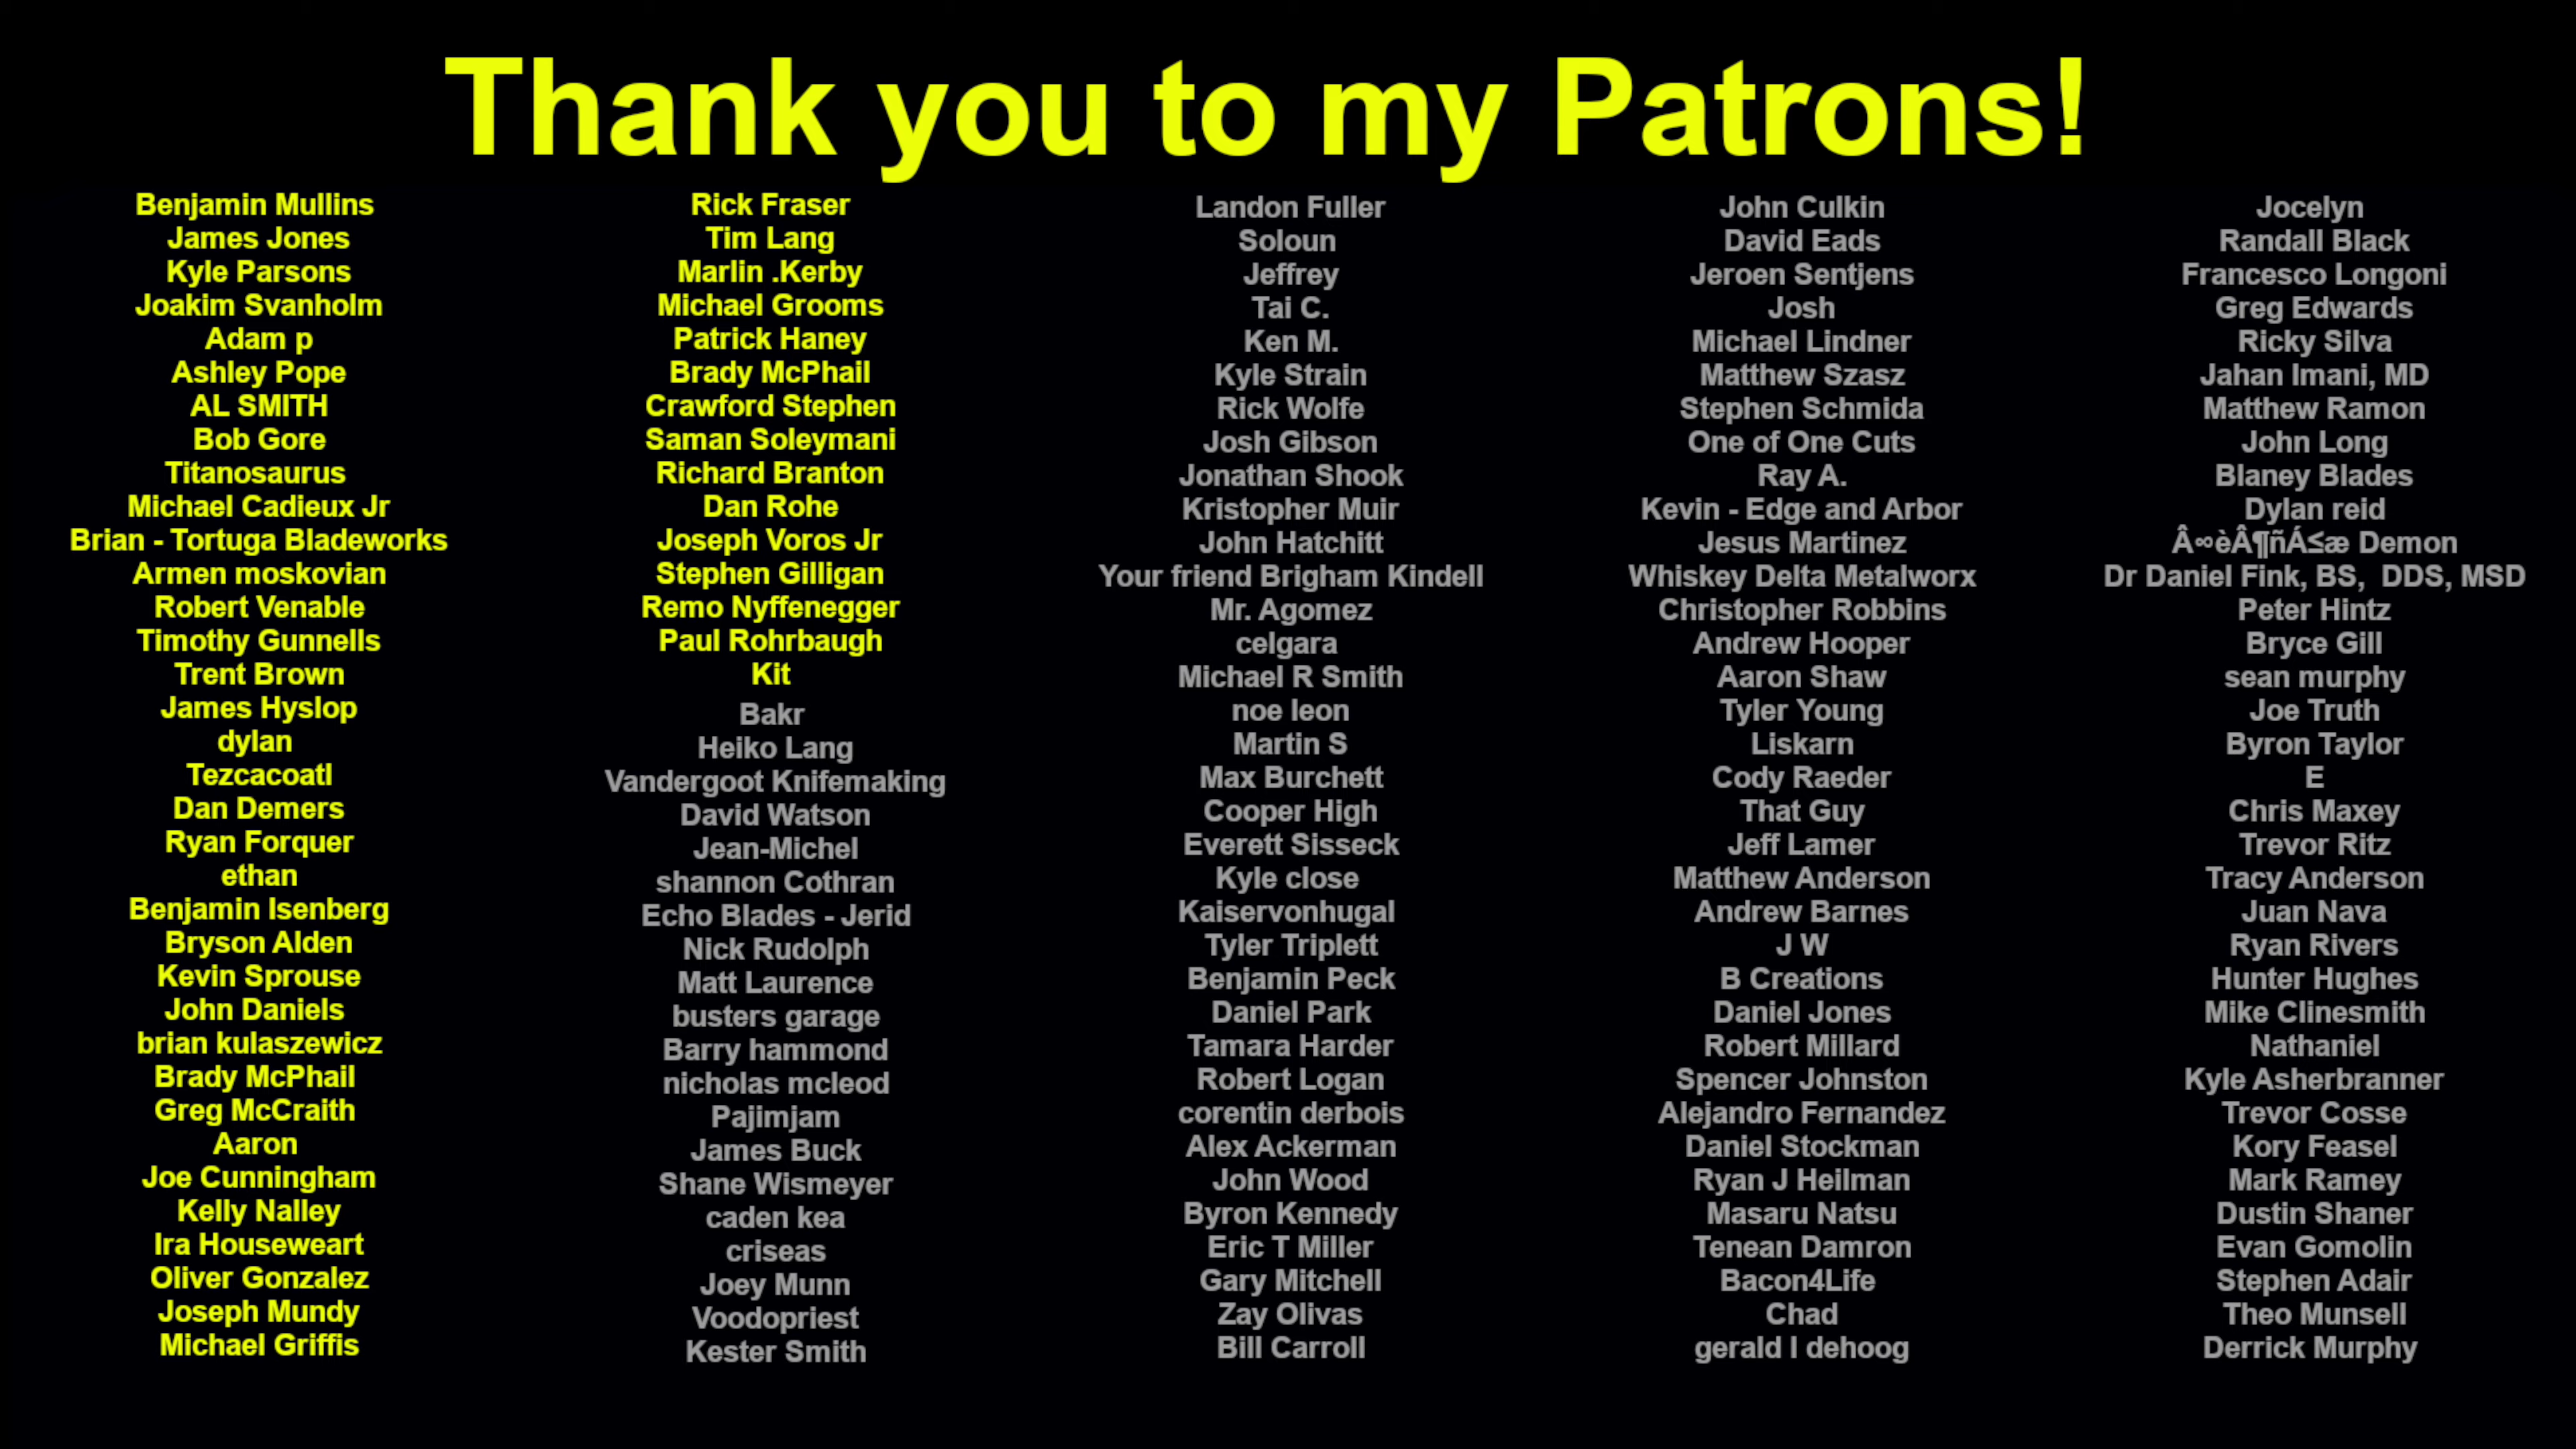 Thank you to my Patrons!
Benjamin Mullins
James Jones
Kyle Parsons
Joakim Svanholm
Adam p
Ashley Pope
AL SMITH
Bob Gore
Titanosaurus
Michael Cadieux Jr
Brian - Tortuga Bladeworks
Armen moskovian
Robert Venable
Timothy Gunnells
Trent Brown
James Hyslop
dylan
Tezcacoatl
Dan Demers
Ryan Forquer
ethan
Benjamin Isenberg
Bryson Alden
Kevin Sprouse
John Daniels
brian kulaszewicz
Brady McPhail
Greg McCraith
Aaron
Joe Cunningham
Kelly Nalley
Ira Houseweart
Oliver Gonzalez
Joseph Mundy
Michael Griffis
Rick Fraser
Tim Lang
Marlin .Kerby
Michael Grooms
Patrick Haney
Brady McPhail
Crawford Stephen
Saman Soleymani
Richard Branton
Dan Rohe
Joseph Voros Jr
Stephen Gilligan
Remo Nyffenegger
Paul Rohrbaugh
Kit
Bakr
Heiko Lang
Vandergoot Knifemaking
David Watson
Jean-Michel
shannon Cothran
Echo Blades - Jerid
Nick Rudolph
Matt Laurence
busters garage
Barry hammond
nicholas mcleod
Pajimjam
James Buck
Shane Wismeyer
caden kea
criseas
Joey Munn
Voodopriest
Kester Smith
Landon Fuller
Soloun
Jeffrey
Tai C.
Ken M.
Kyle Strain
Rick Wolfe
Josh Gibson
Jonathan Shook
Kristopher Muir
John Hatchitt
Your friend Brigham Kindell
Mr. Agomez
celgara
Michael R Smith
noe leon
Martin S
Max Burchett
Cooper High
Everett Sisseck
Kyle close
Kaiservonhugal
Tyler Triplett
Benjamin Peck
Daniel Park
Tamara Harder
Robert Logan
corentin derbois
Alex Ackerman
John Wood
Byron Kennedy
Eric T Miller
Gary Mitchell
Zay Olivas
Bill Carroll
John Culkin
David Eads
Jeroen Sentjens
Josh
Michael Lindner
Matthew Szasz
Stephen Schmida
One of One Cuts
Ray A.
Kevin - Edge and Arbor
Jesus Martinez
Whiskey Delta Metalworx
Christopher Robbins
Andrew Hooper
Aaron Shaw
Tyler Young
Liskarn
Cody Raeder
That Guy
Jeff Lamer
Matthew Anderson
Andrew Barnes
J W
B Creations
Daniel Jones
Robert Millard
Spencer Johnston
Alejandro Fernandez
Daniel Stockman
Ryan J Heilman
Masaru Natsu
Tenean Damron
Bacon4Life
Chad
gerald l dehoog
Jocelyn
Randall Black
Francesco Longoni
Greg Edwards
Ricky Silva
Jahan Imani, MD
Matthew Ramon
John Long
Blaney Blades
Dylan reid
Â∞èÂ¶ñÁ≤æ Demon
Dr Daniel Fink, BS,  DDS, MSD
Peter Hintz
Bryce Gill
sean murphy
Joe Truth
Byron Taylor
E
Chris Maxey
Trevor Ritz
Tracy Anderson
Juan Nava
Ryan Rivers
Hunter Hughes
Mike Clinesmith
Nathaniel
Kyle Asherbranner
Trevor Cosse
Kory Feasel
Mark Ramey
Dustin Shaner
Evan Gomolin
Stephen Adair
Theo Munsell
Derrick Murphy